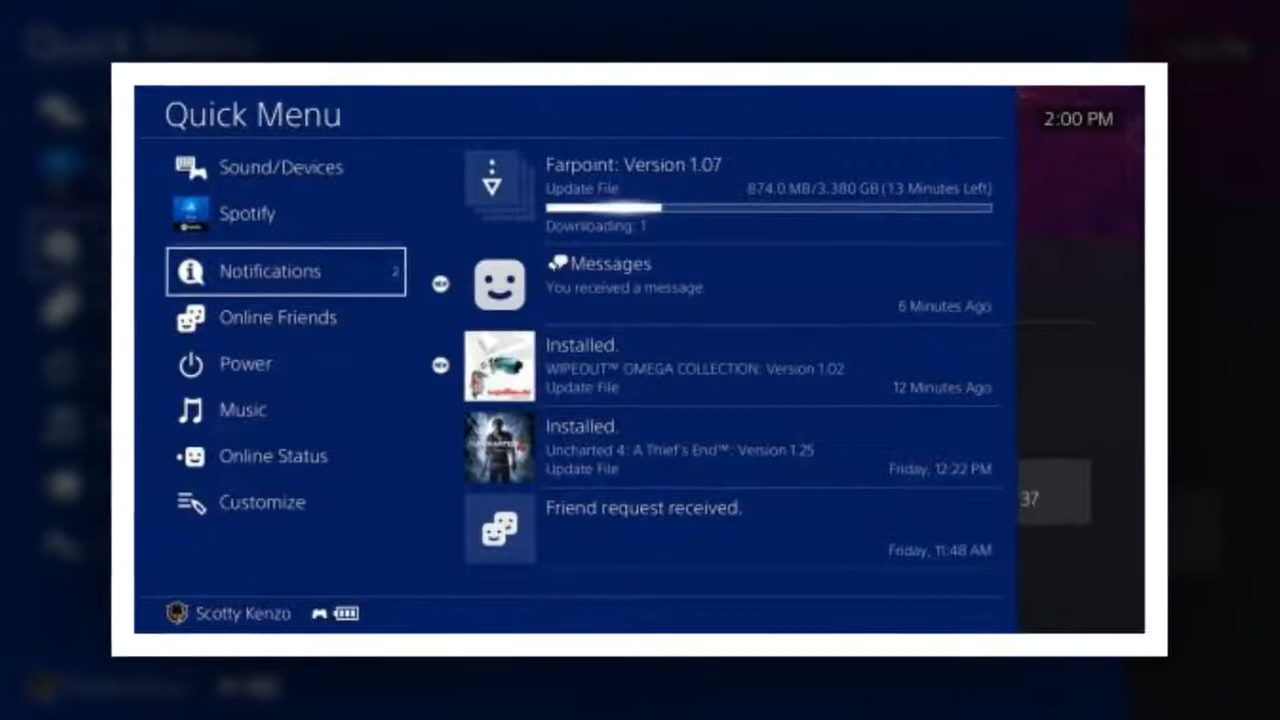 Quick Menu
2:00 PM
Sound/Devices
Spotify
Notifications 2
Online Friends
Power
Music
Online Status
Customize
Farpoint: Version 1.07
Update File 874.0 MB/3.380 GB (13 Minutes Left)
Downloading: 1
Messages
You received a message.
6 Minutes Ago
Installed.
WIPEOUT™ OMEGA COLLECTION: Version 1.02
Update File 12 Minutes Ago
Installed.
Uncharted 4: A Thief's End™: Version 1.25
Update File Friday, 12:22 PM
Friend request received.
Friday, 11:48 AM
37
Scotty Kenzo